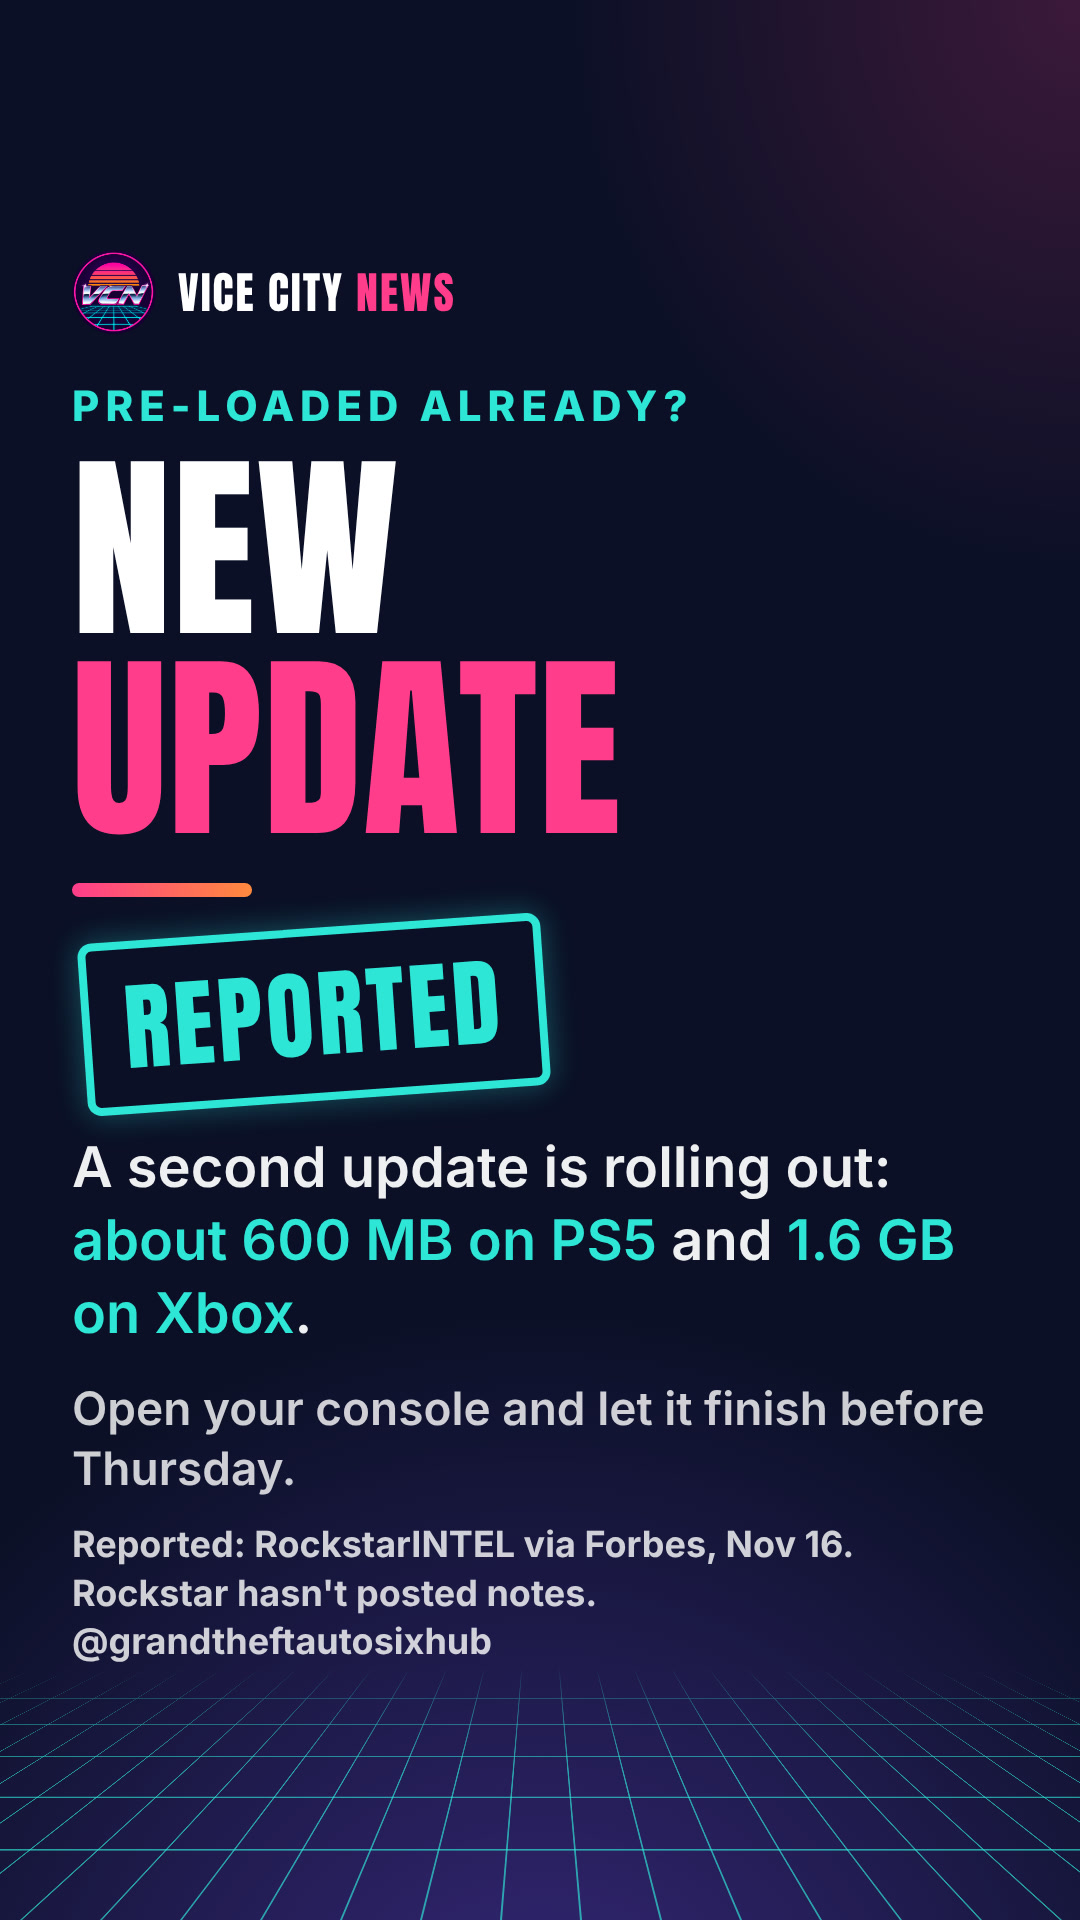 VCN
VICE CITY NEWS
PRE-LOADED ALREADY?
NEW
UPDATE
REPORTED
A second update is rolling out:
about 600 MB on PS5 and 1.6 GB
on Xbox.
Open your console and let it finish before
Thursday.
Reported: RockstarINTEL via Forbes, Nov 16.
Rockstar hasn't posted notes.
@grandtheftautosixhub